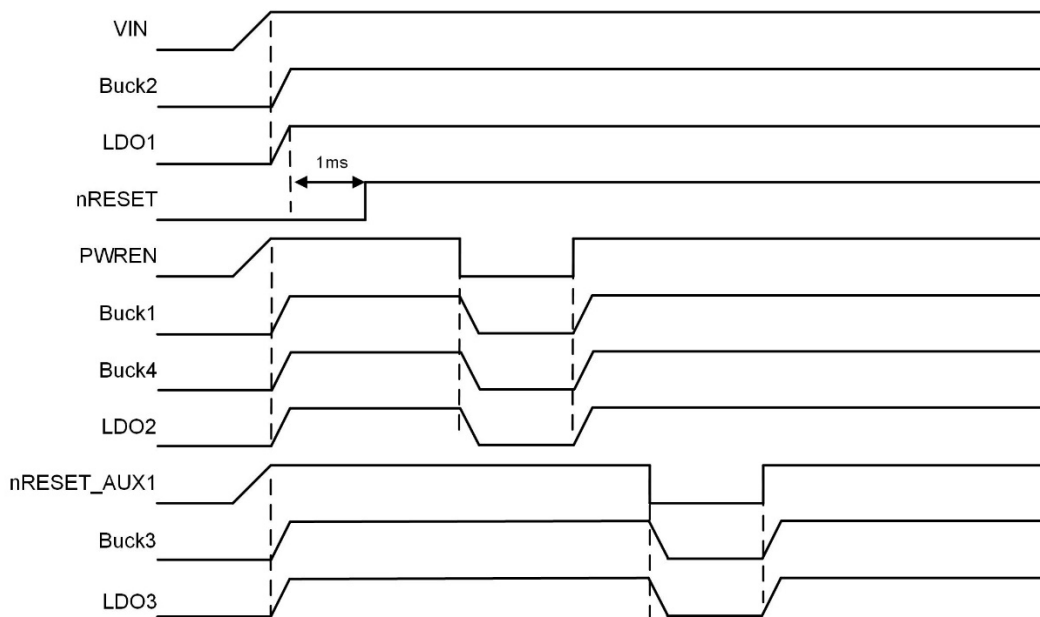 VIN
Buck2
LDO1
1ms
nRESET
PWREN
Buck1
Buck4
LDO2
nRESET_AUX1
Buck3
LDO3